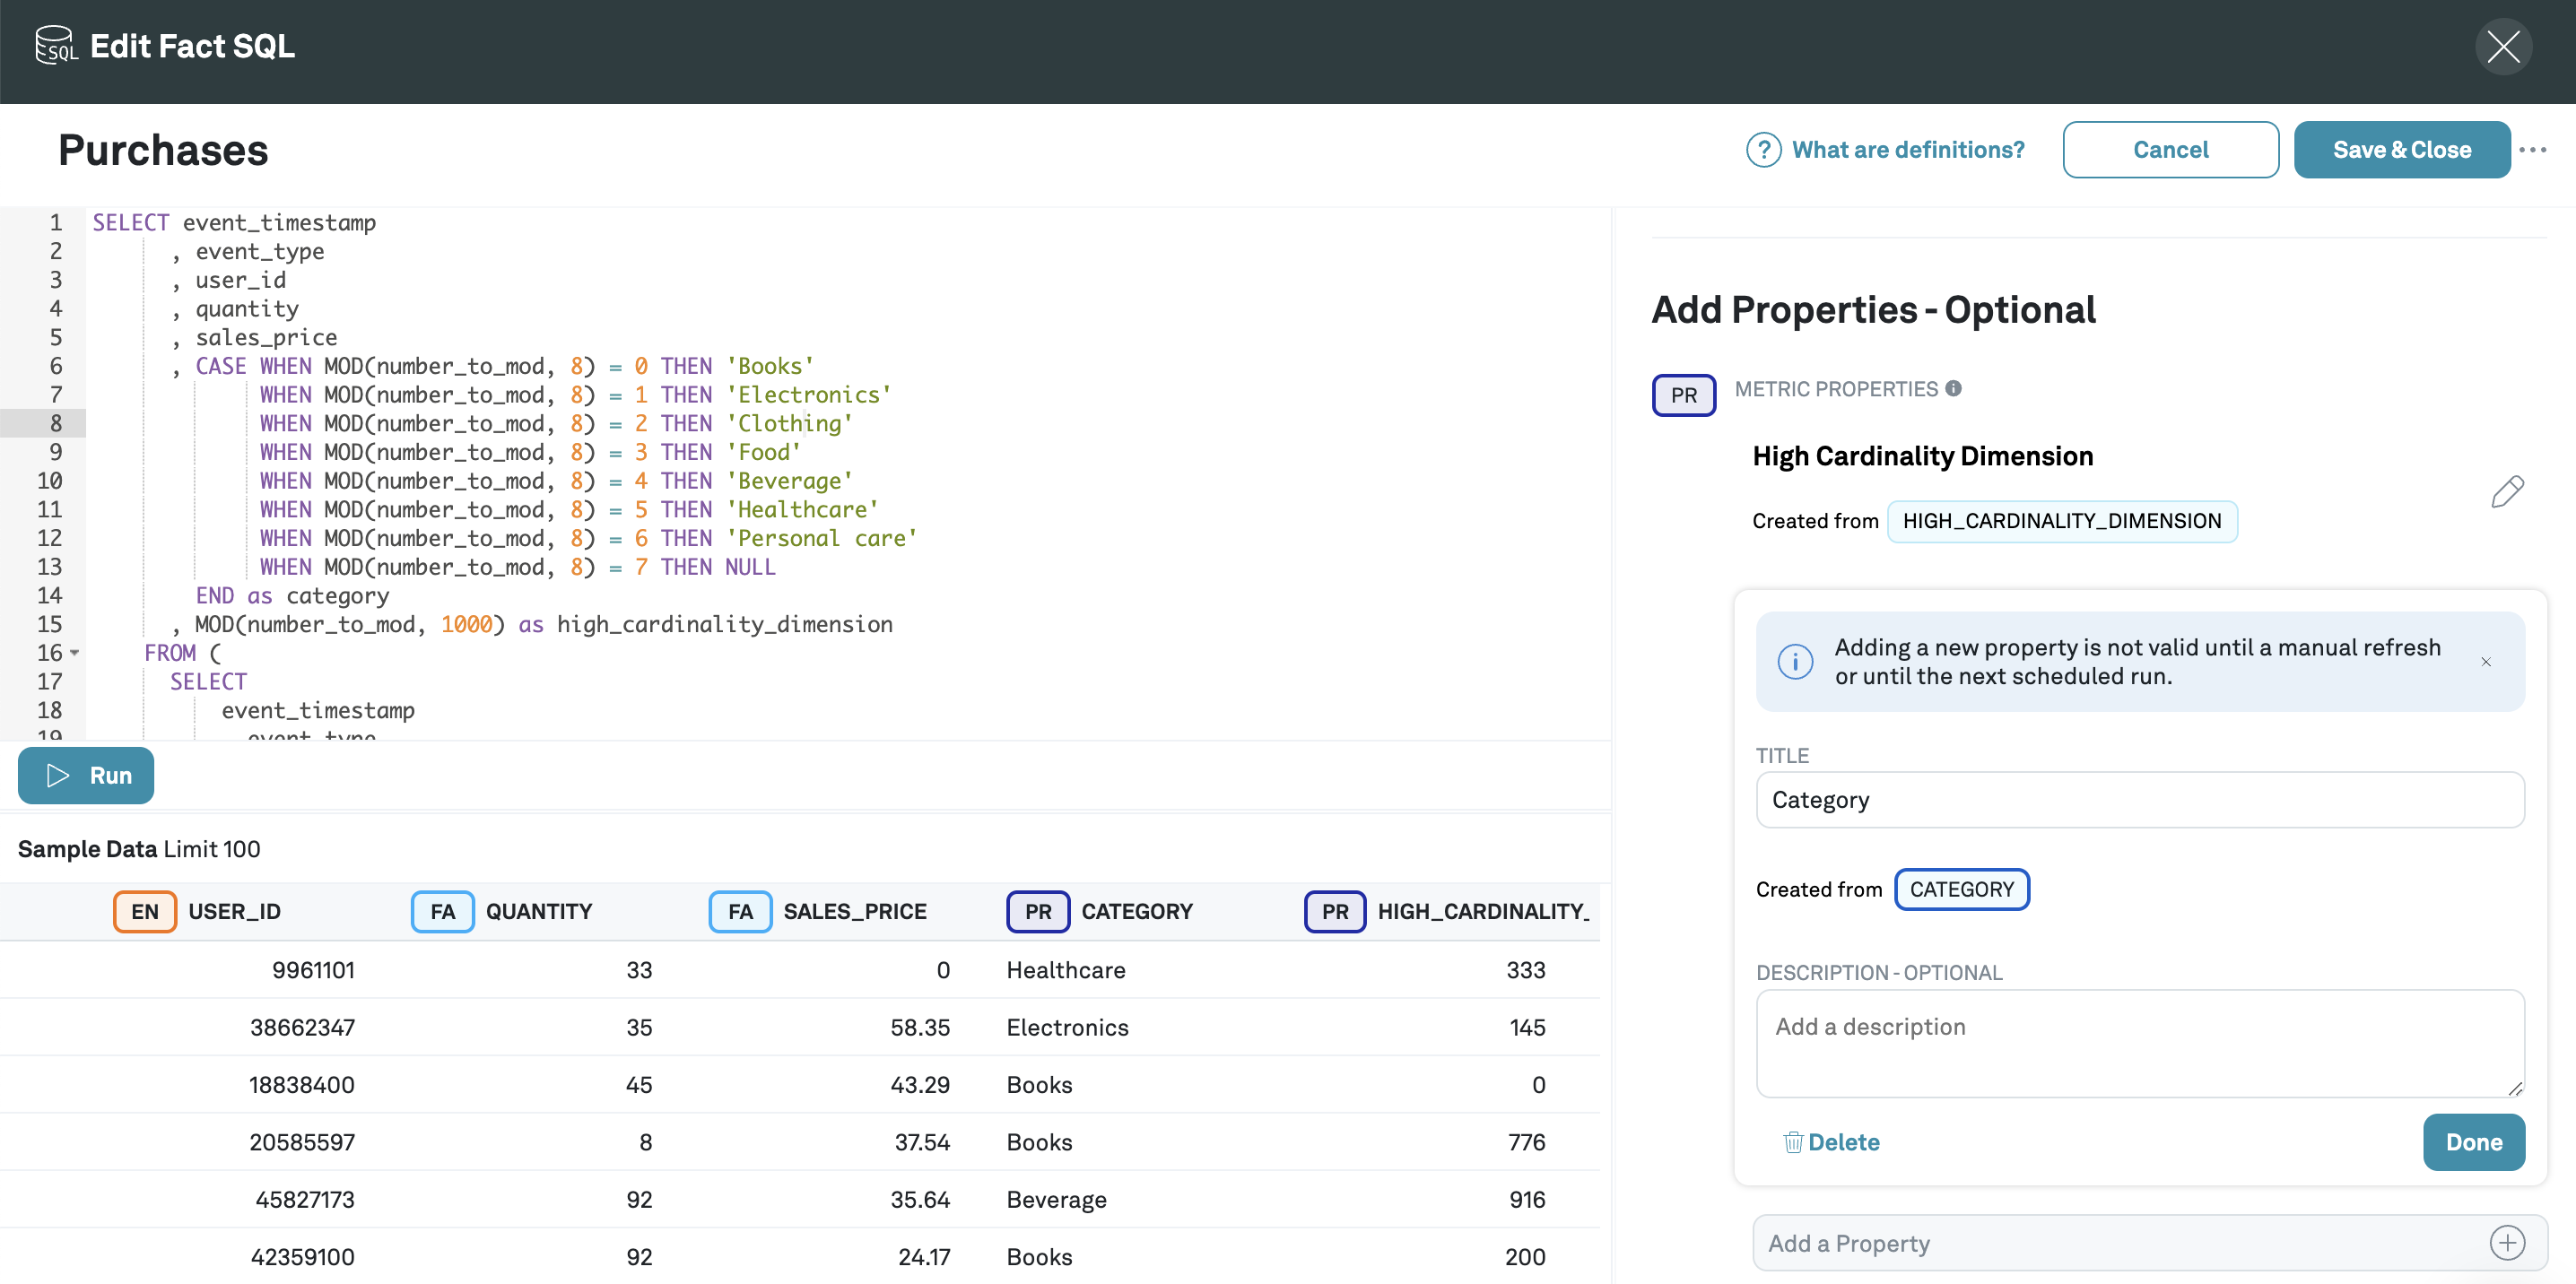 SQL Edit Fact SQL
Purchases
? What are definitions?
Cancel
Save & Close
1 SELECT event_timestamp
2 , event_type
3 , user_id
4 , quantity
5 , sales_price
6 , CASE WHEN MOD(number_to_mod, 8) = 0 THEN 'Books'
7 WHEN MOD(number_to_mod, 8) = 1 THEN 'Electronics'
8 WHEN MOD(number_to_mod, 8) = 2 THEN 'Clothing'
9 WHEN MOD(number_to_mod, 8) = 3 THEN 'Food'
10 WHEN MOD(number_to_mod, 8) = 4 THEN 'Beverage'
11 WHEN MOD(number_to_mod, 8) = 5 THEN 'Healthcare'
12 WHEN MOD(number_to_mod, 8) = 6 THEN 'Personal care'
13 WHEN MOD(number_to_mod, 8) = 7 THEN NULL
14 END as category
15 , MOD(number_to_mod, 1000) as high_cardinality_dimension
16 FROM (
17 SELECT
18 event_timestamp
19 event_type
Run
Sample Data Limit 100
EN USER_ID FA QUANTITY FA SALES_PRICE PR CATEGORY PR HIGH_CARDINALITY_
9961101 33 0 Healthcare 333
38662347 35 58.35 Electronics 145
18838400 45 43.29 Books 0
20585597 8 37.54 Books 776
45827173 92 35.64 Beverage 916
42359100 92 24.17 Books 200
Add Properties - Optional
PR METRIC PROPERTIES
High Cardinality Dimension
Created from HIGH_CARDINALITY_DIMENSION
Adding a new property is not valid until a manual refresh
or until the next scheduled run.
TITLE
Category
Created from CATEGORY
DESCRIPTION - OPTIONAL
Add a description
Delete
Done
Add a Property